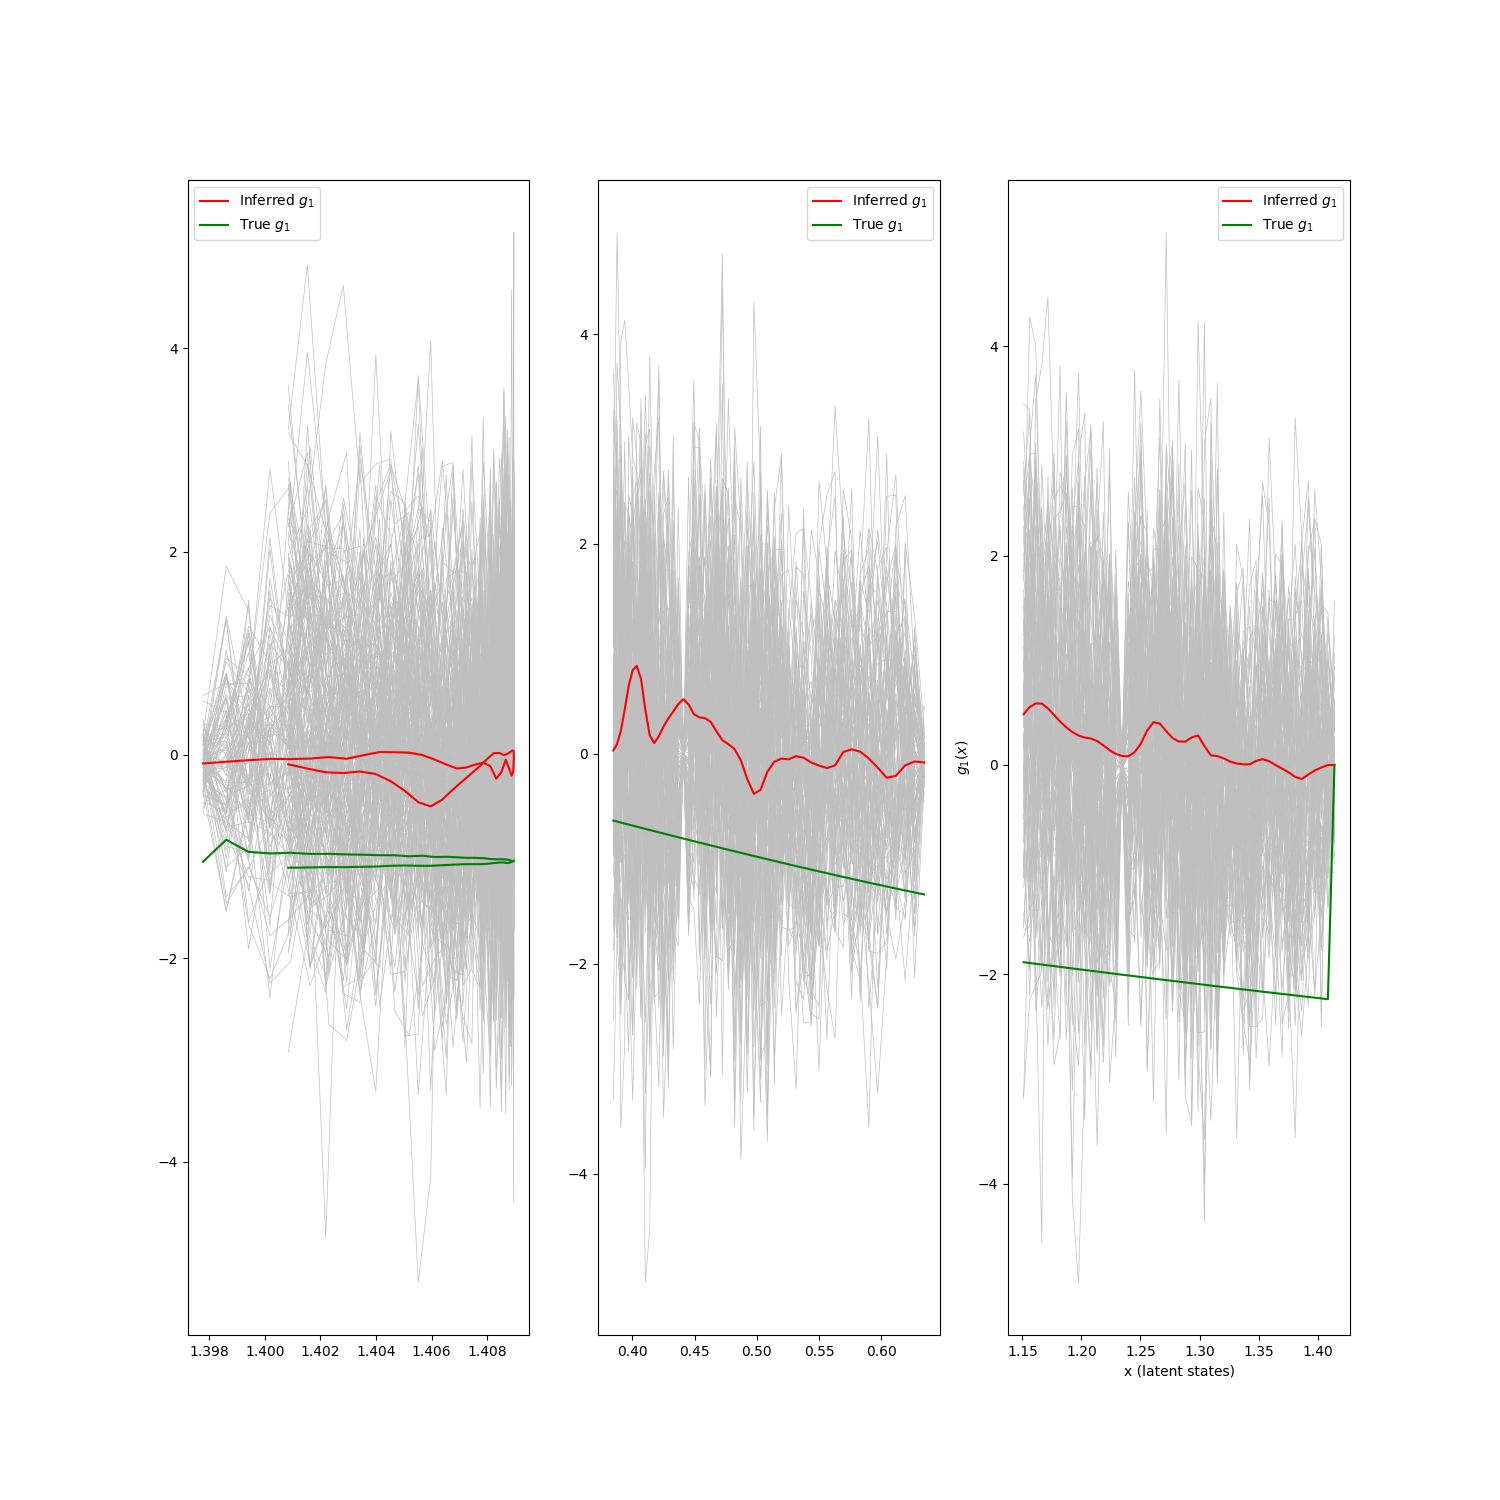 Inferred g₁
True g₁
4
2
0
−2
−4
1.398 1.400 1.402 1.404 1.406 1.408
Inferred g₁
True g₁
4
2
0
−2
−4
0.40 0.45 0.50 0.55 0.60
Inferred g₁
True g₁
g₁(x)
4
2
0
−2
−4
1.15 1.20 1.25 1.30 1.35 1.40
x (latent states)